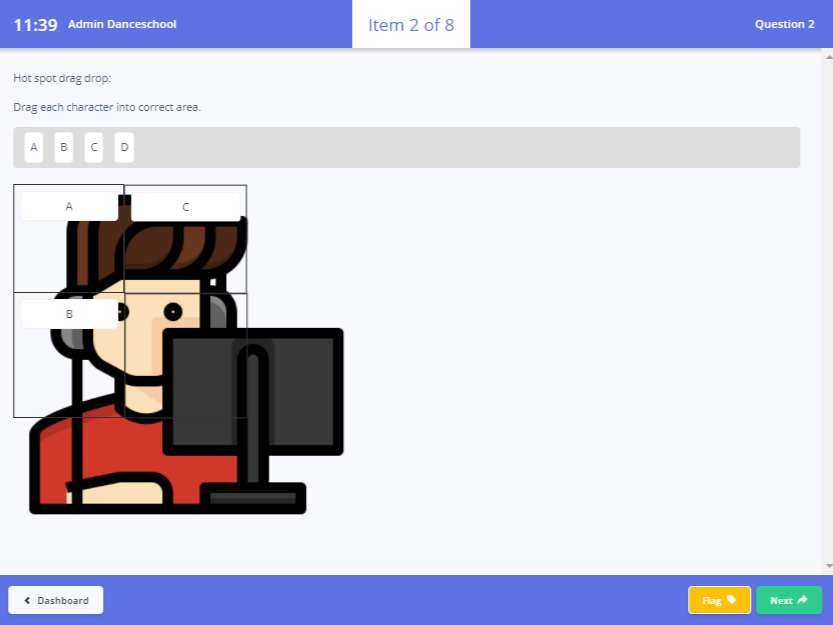 11:39 Admin Danceschool Item 2 of 8 Question 2
Hot spot drag drop:
Drag each character into correct area.
A B C D
A C
B
Dashboard Flag Next